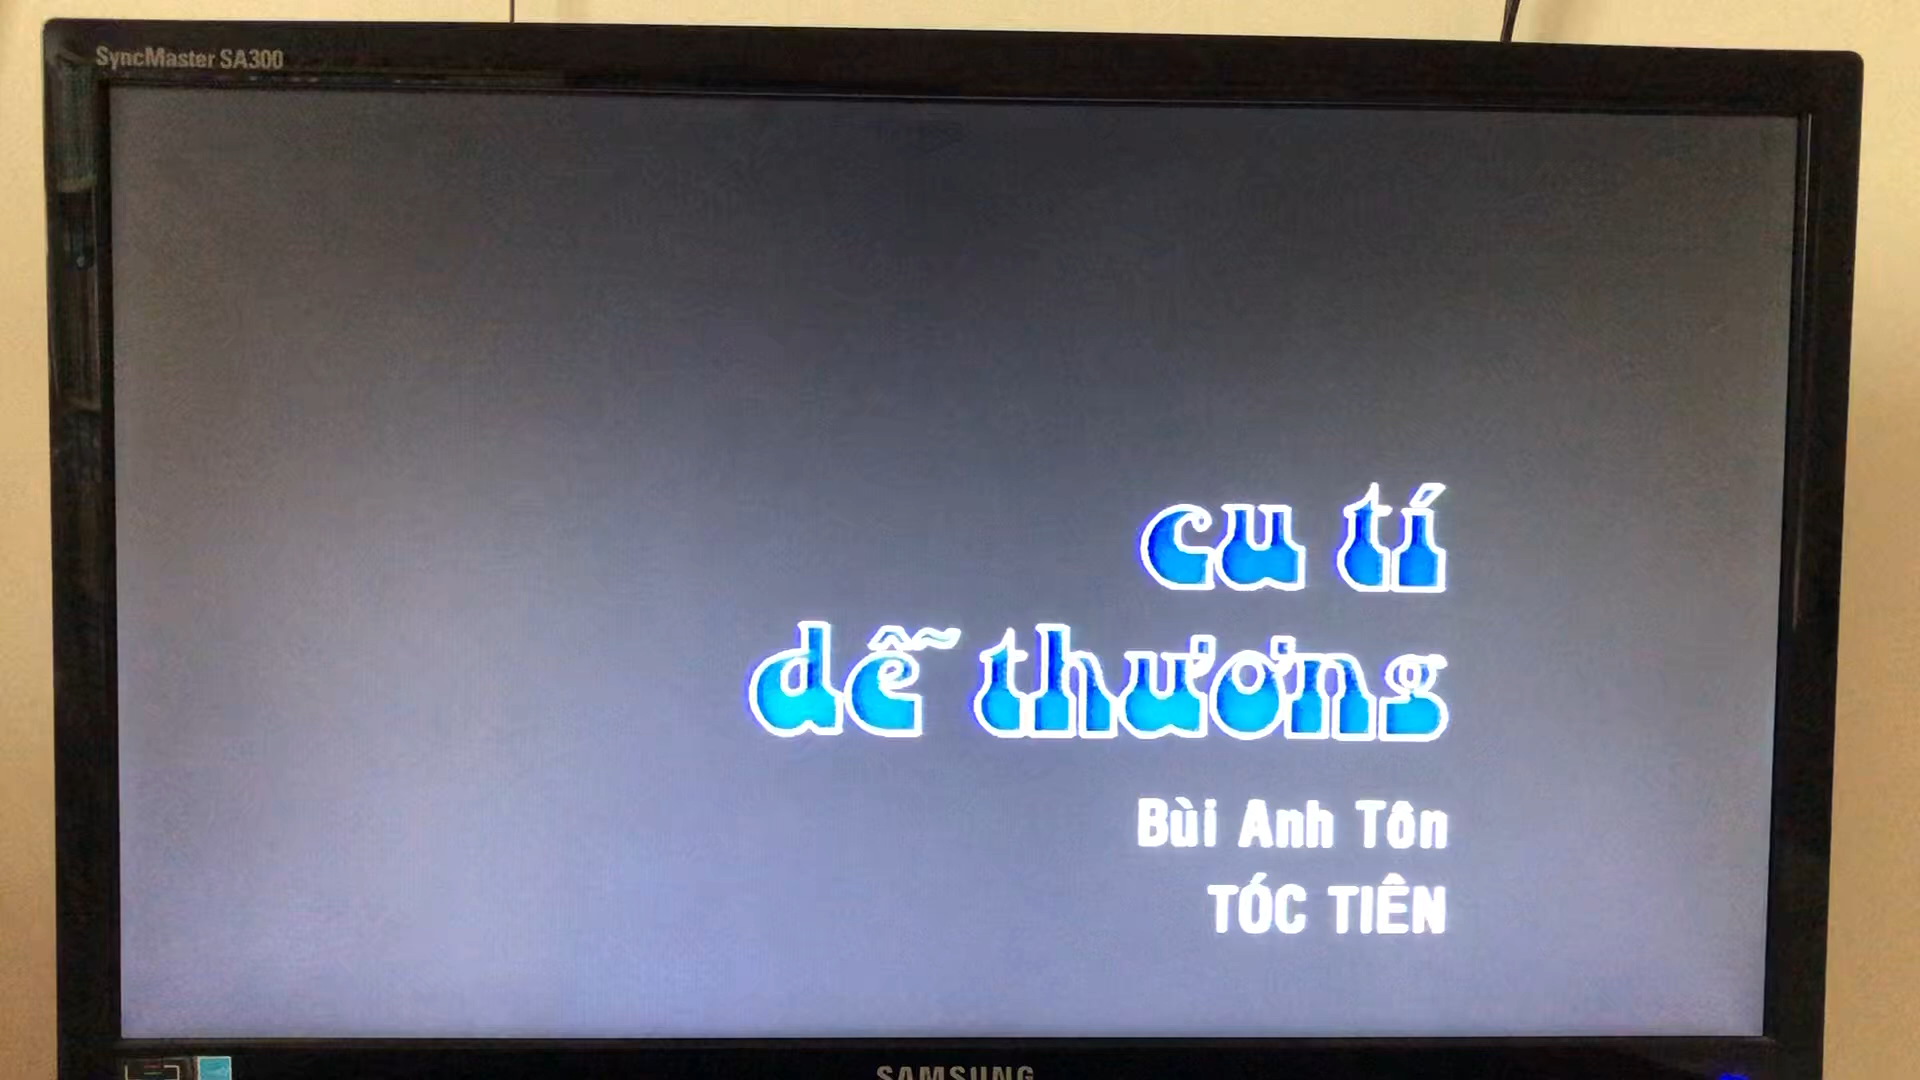 SyncMaster SA300
cu tí
dễ thương
Bùi Anh Tôn
TÓC TIÊN
SAMSUNG